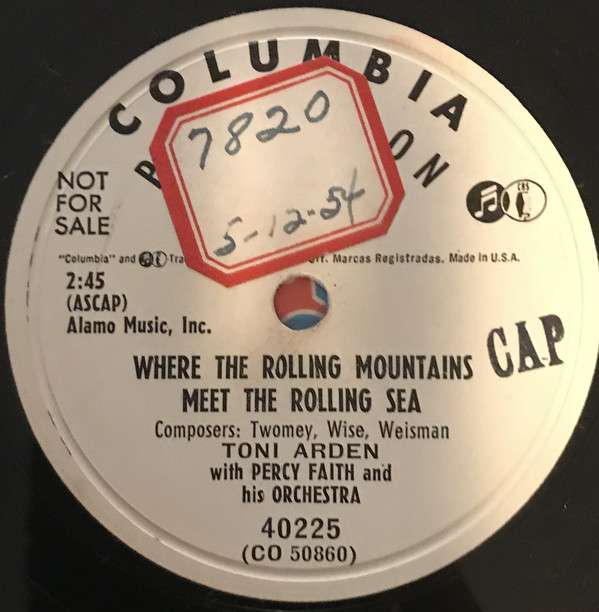 COLUMBIA
7820
5-12-54
ON
NOT
FOR
SALE
CBS
"Columbia" and Tra
Marcas Registradas. Made in U.S.A.
2:45
(ASCAP)
Alamo Music, Inc.
CAP
WHERE THE ROLLING MOUNTAINS
MEET THE ROLLING SEA
Composers: Twomey, Wise, Weisman
TONI ARDEN
with PERCY FAITH and
his ORCHESTRA
40225
(CO 50860)